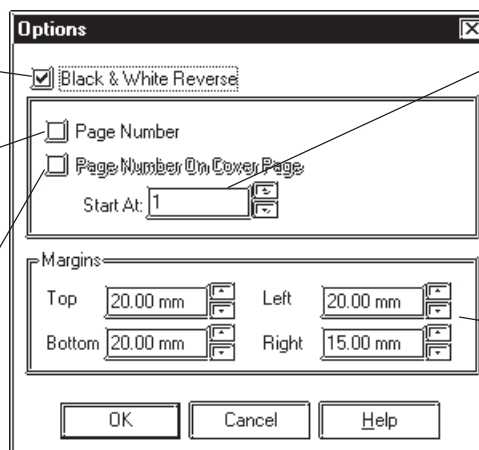 Options
Black & White Reverse
Page Number
Page Number On Cover Page
Start At: 1
Margins
Top 20.00 mm Left 20.00 mm
Bottom 20.00 mm Right 15.00 mm
OK Cancel Help